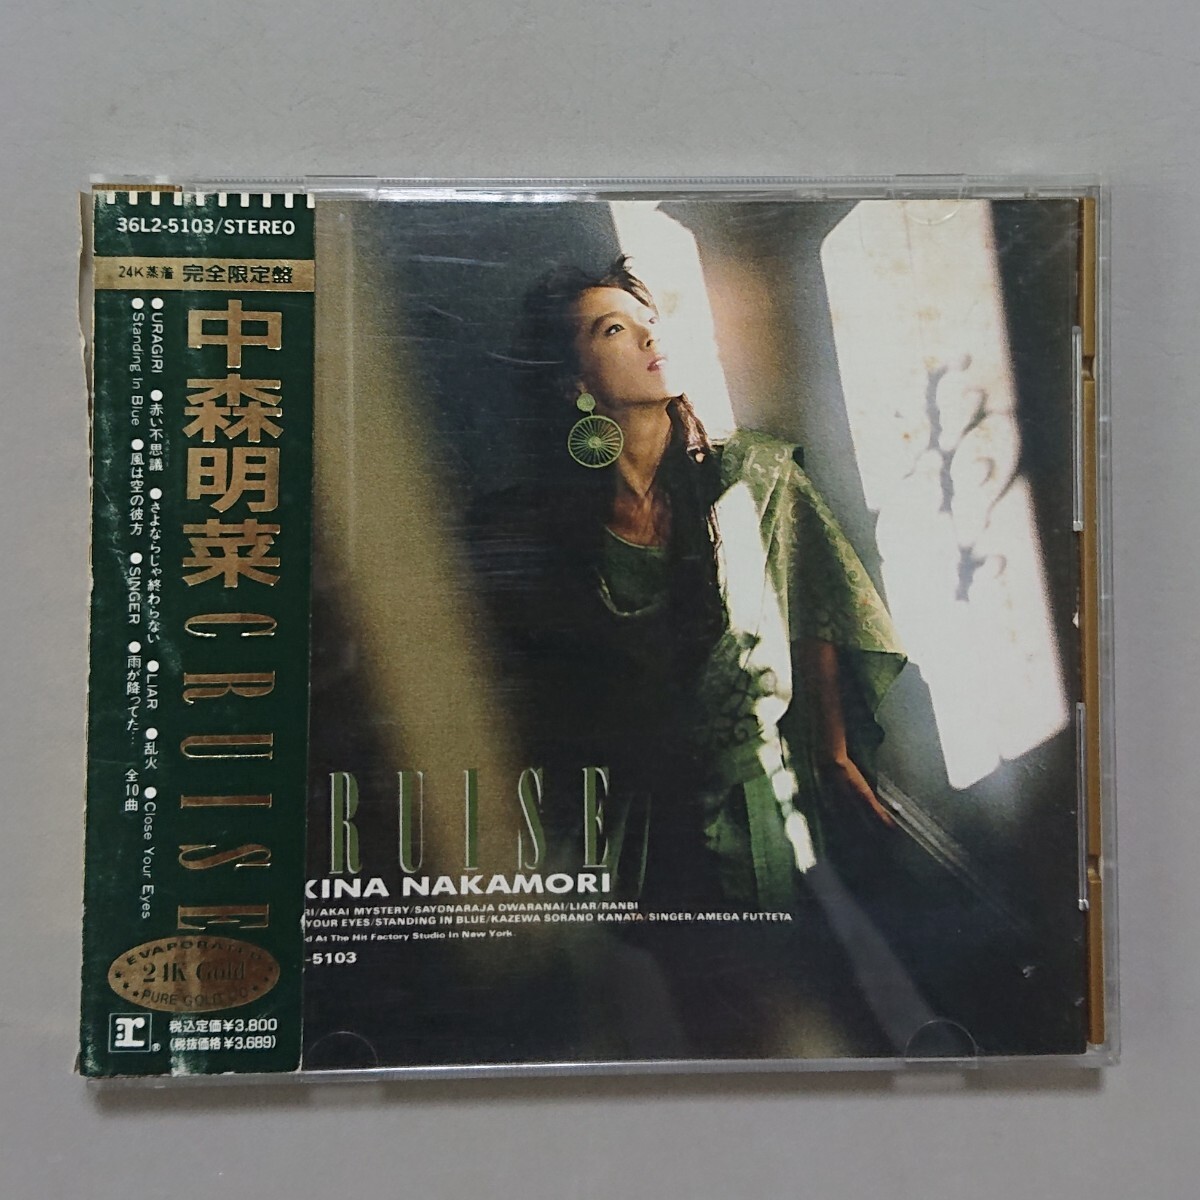 36L2-5103/STEREO
24K蒸着 完全限定盤
中森明菜 CRUISE
●URAGIRI ●赤い不思議 ●さよならじゃ終わらない ●LIAR ●乱火 ●Close Your Eyes
●Standing in Blue ●風は空の彼方 ●SINGER ●雨が降ってた… 全10曲
EVAPORATED
24K Gold
PURE GOLD CD
r
®
税込定価¥3,800
(税抜価格¥3,689)
RUISE
KINA NAKAMORI
RI/AKAI MYSTERY/SAYONARAJA OWARANAI/LIAR/RANBI
YOUR EYES/STANDING IN BLUE/KAZEWA SORANO KANATA/SINGER/AMEGA FUTTETA
d At The Hit Factory Studio In New York.
-5103